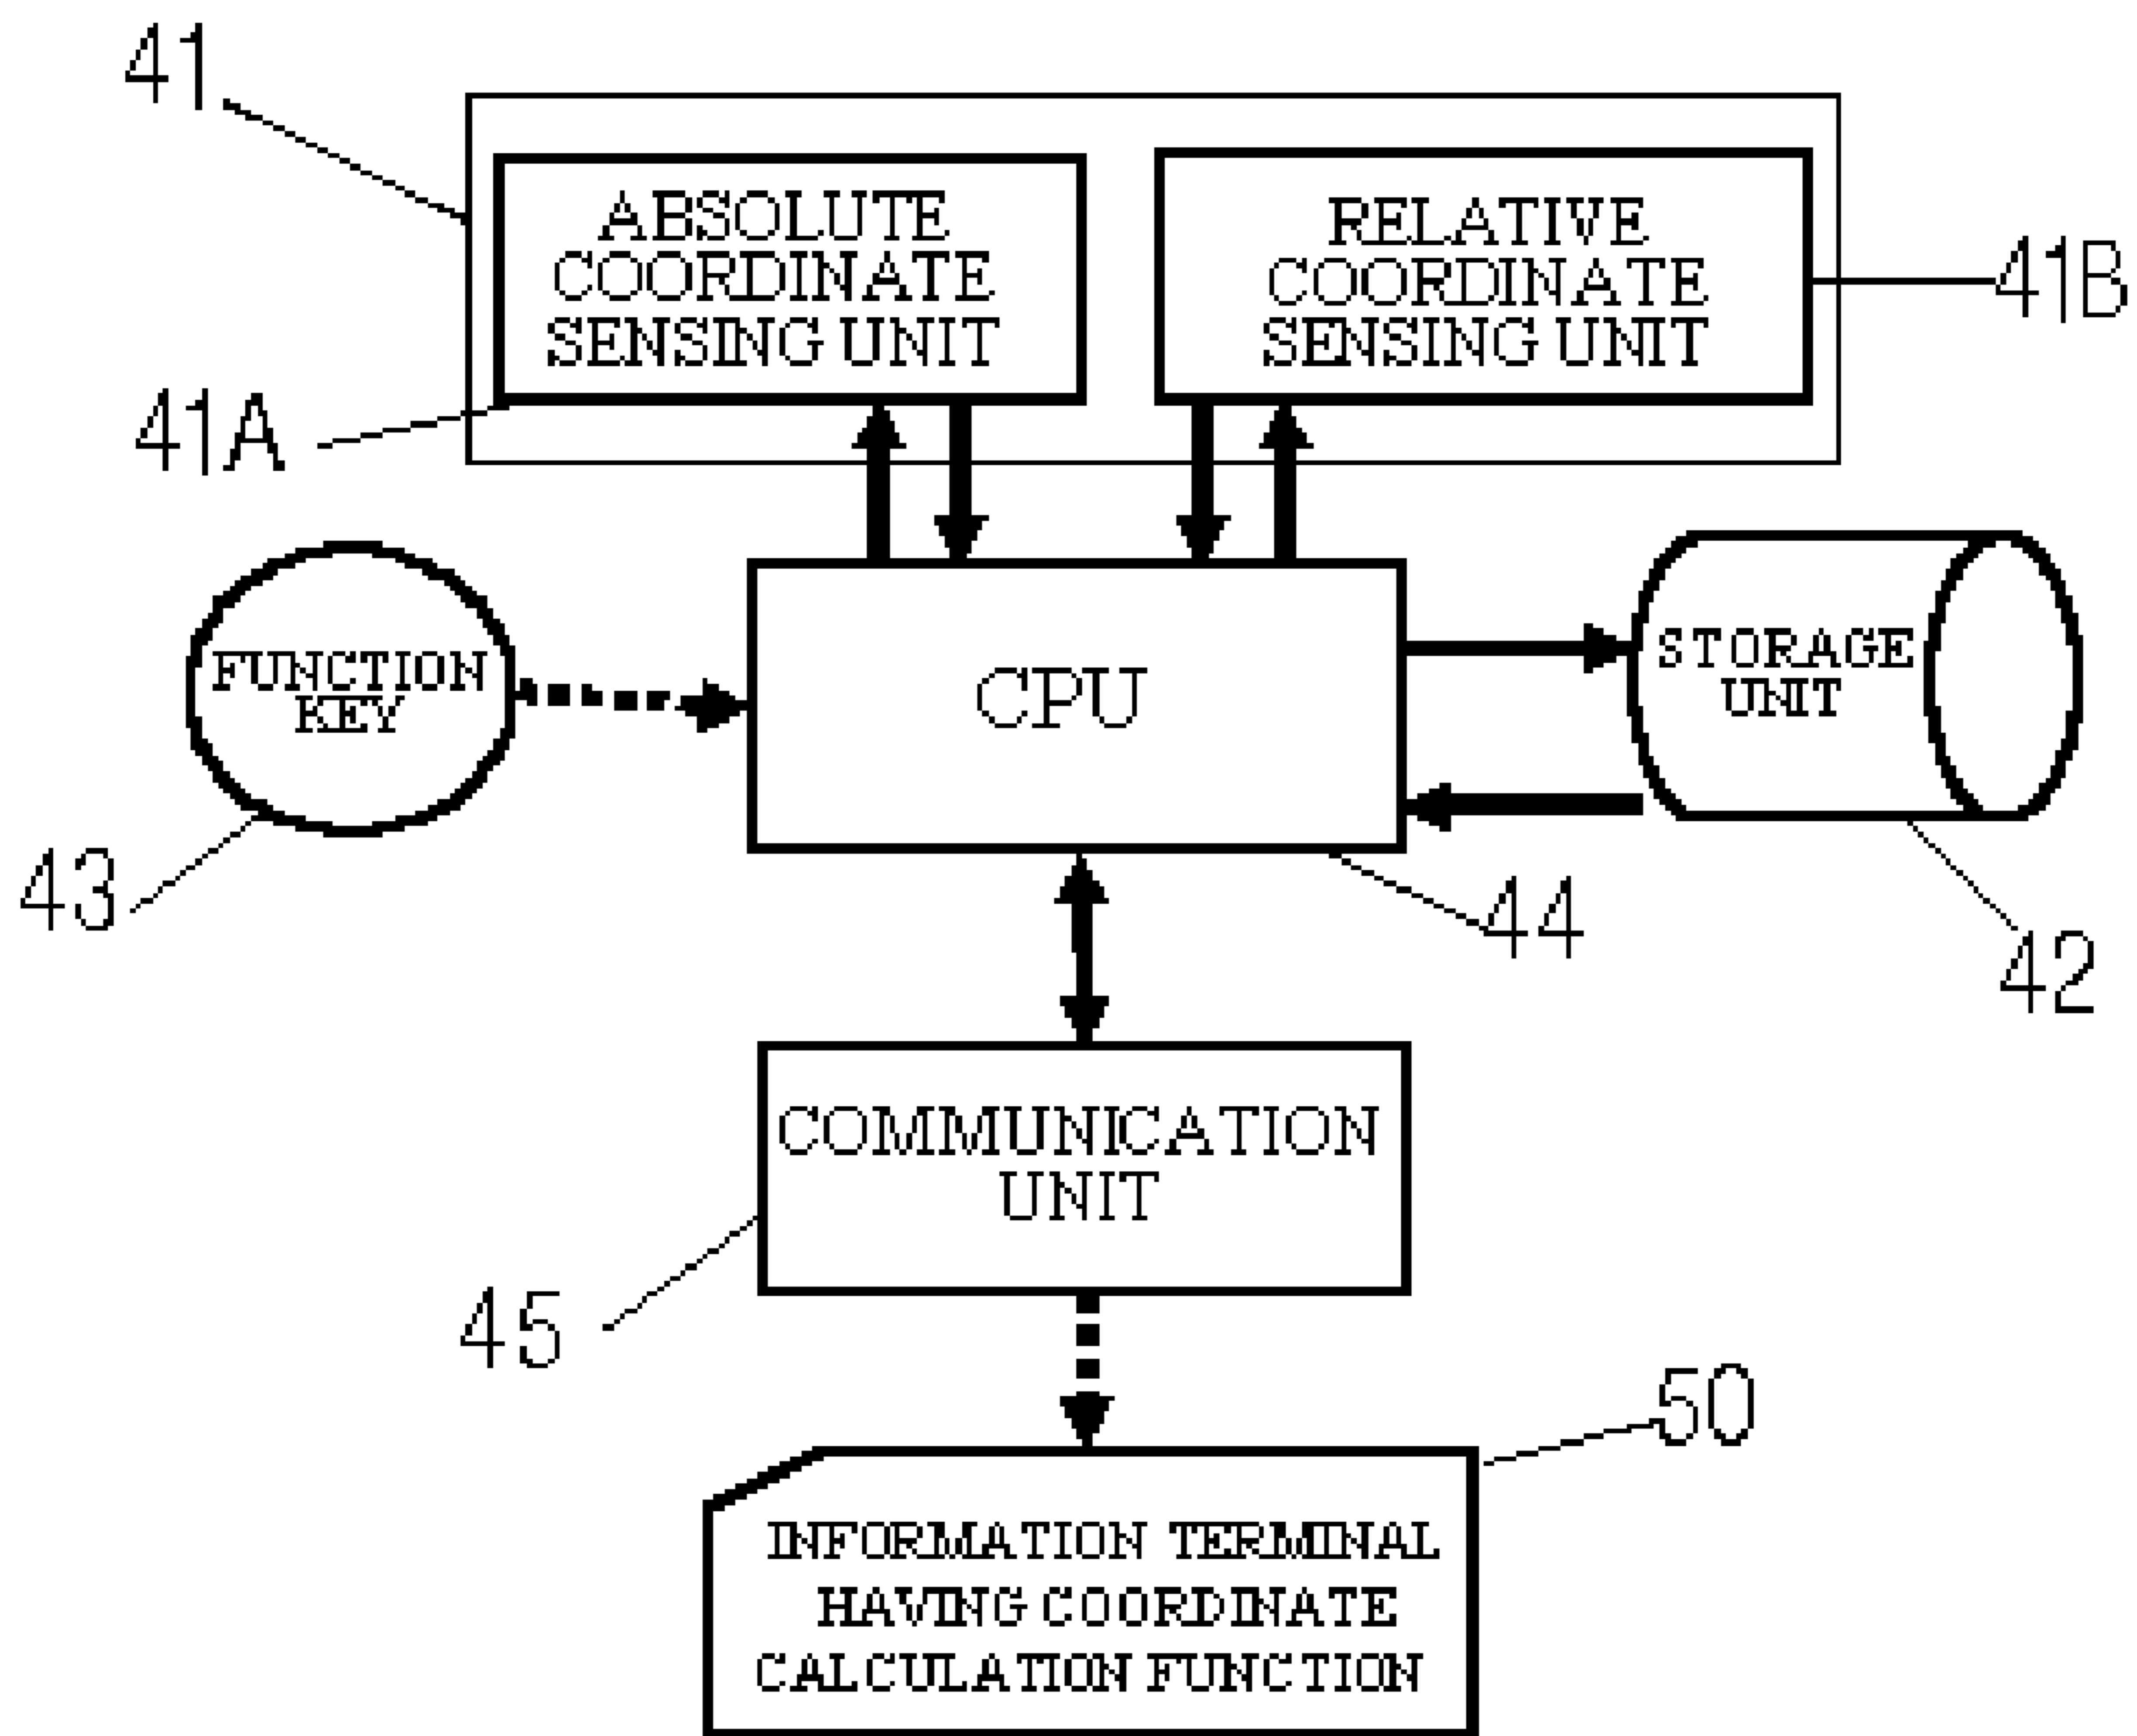 41
ABSOLUTE
COORDINATE
SENSING UNIT
RELATIVE
COORDINATE
SENSING UNIT
41B
41A
FUNCTION
KEY
CPU
STORAGE
UNIT
43
44
42
COMMUNICATION
UNIT
45
50
INFORMATION TERMINAL
HAVING COORDINATE
CALCULATION FUNCTION